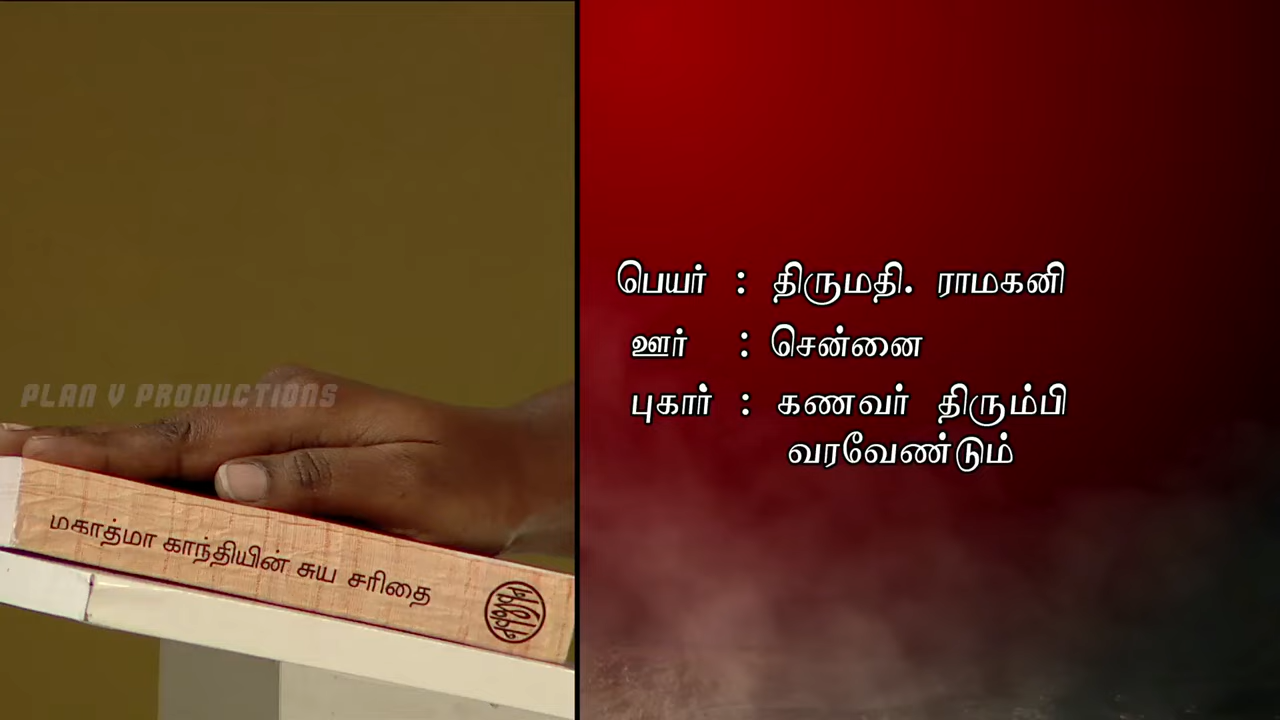 PLAN V PRODUCTIONS
மகாத்மா காந்தியின் சுய சரிதை
பெயர் : திருமதி. ராமகனி
ஊர் : சென்னை
புகார் : கணவர் திரும்பி
வரவேண்டும்